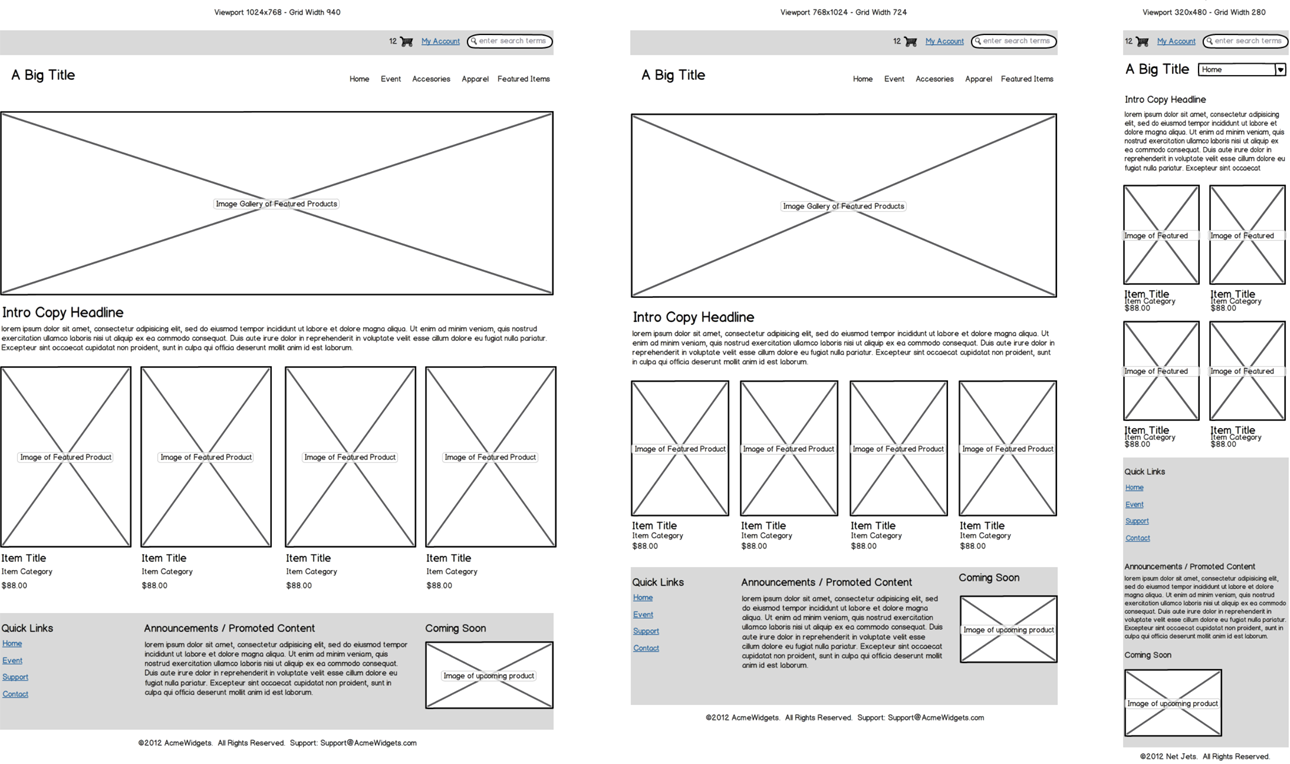 Viewport 1024x768 - Grid Width 940
12 My Account enter search terms
A Big Title
Home Event Accesories Apparel Featured Items
Image Gallery of Featured Products
Intro Copy Headline
lorem ipsum dolor sit amet, consectetur adipisicing elit, sed do eiusmod tempor incididunt ut labore et dolore magna aliqua. Ut enim ad minim veniam, quis nostrud
exercitation ullamco laboris nisi ut aliquip ex ea commodo consequat. Duis aute irure dolor in reprehenderit in voluptate velit esse cillum dolore eu fugiat nulla pariatur.
Excepteur sint occaecat cupidatat non proident, sunt in culpa qui officia deserunt mollit anim id est laborum.
Image of Featured Product Image of Featured Product Image of Featured Product Image of Featured Product
Item Title Item Title Item Title Item Title
Item Category Item Category Item Category Item Category
$88.00 $88.00 $88.00 $88.00
Quick Links
Home
Event
Support
Contact
Announcements / Promoted Content
lorem ipsum dolor sit amet, consectetur adipisicing elit, sed
do eiusmod tempor incididunt ut labore et dolore magna
aliqua. Ut enim ad minim veniam, quis nostrud
exercitation ullamco laboris nisi ut aliquip ex ea commodo consequat.
Duis aute irure dolor in reprehenderit in voluptate velit esse
cillum dolore eu fugiat nulla pariatur. Excepteur sint
occaecat cupidatat non proident, sunt in
culpa qui officia deserunt mollit anim id est laborum.
Coming Soon
Image of upcoming product
©2012 AcmeWidgets. All Rights Reserved. Support: Support@AcmeWidgets.com
Viewport 768x1024 - Grid Width 724
12 My Account enter search terms
A Big Title
Home Event Accesories Apparel Featured Items
Image Gallery of Featured Products
Intro Copy Headline
lorem ipsum dolor sit amet, consectetur adipisicing elit, sed do eiusmod tempor incididunt ut labore et dolore magna aliqua. Ut
enim ad minim veniam, quis nostrud exercitation ullamco laboris nisi ut aliquip ex ea commodo consequat. Duis aute irure dolor in
reprehenderit in voluptate velit esse cillum dolore eu fugiat nulla pariatur. Excepteur sint occaecat cupidatat non proident, sunt
in culpa qui officia deserunt mollit anim id est laborum.
Image of Featured Product Image of Featured Product Image of Featured Product Image of Featured Product
Item Title Item Title Item Title Item Title
Item Category Item Category Item Category Item Category
$88.00 $88.00 $88.00 $88.00
Quick Links
Home
Event
Support
Contact
Announcements / Promoted Content
lorem ipsum dolor sit amet, consectetur adipisicing elit, sed
do eiusmod tempor incididunt ut labore et dolore magna
aliqua. Ut enim ad minim veniam, quis nostrud exercitation
ullamco laboris nisi ut aliquip ex ea commodo consequat. Duis
aute irure dolor in reprehenderit in voluptate velit esse
cillum dolore eu fugiat nulla pariatur. Excepteur sint occaecat
cupidatat non proident, sunt in culpa qui officia deserunt
mollit anim id est laborum.
Coming Soon
Image of upcoming product
©2012 AcmeWidgets. All Rights Reserved. Support: Support@AcmeWidgets.com
Viewport 320x480 - Grid Width 280
12 My Account enter search terms
A Big Title Home
Intro Copy Headline
lorem ipsum dolor sit amet, consectetur adipisicing
elit, sed do eiusmod tempor incididunt ut labore et
dolore magna aliqua. Ut enim ad minim veniam, quis
nostrud exercitation ullamco laboris nisi ut aliquip ex
ea commodo consequat. Duis aute irure dolor in
reprehenderit in voluptate velit esse cillum dolore eu
fugiat nulla pariatur. Excepteur sint occaecat
Image of Featured Image of Featured
Item Title Item Title
Item Category Item Category
$88.00 $88.00
Image of Featured Image of Featured
Item Title Item Title
Item Category Item Category
$88.00 $88.00
Quick Links
Home
Event
Support
Contact
Announcements / Promoted Content
lorem ipsum dolor sit amet, consectetur adipisicing elit,
sed do eiusmod tempor incididunt ut labore et dolore
magna aliqua. Ut enim ad minim veniam, quis nostrud
exercitation ullamco laboris nisi ut aliquip ex ea commodo
consequat. Duis aute irure dolor in reprehenderit in
voluptate velit esse cillum dolore eu fugiat nulla pariatur.
Excepteur sint occaecat cupidatat non proident, sunt in
culpa qui officia deserunt mollit anim id est laborum.
Coming Soon
Image of upcoming product
©2012 Net Jets. All Rights Reserved.